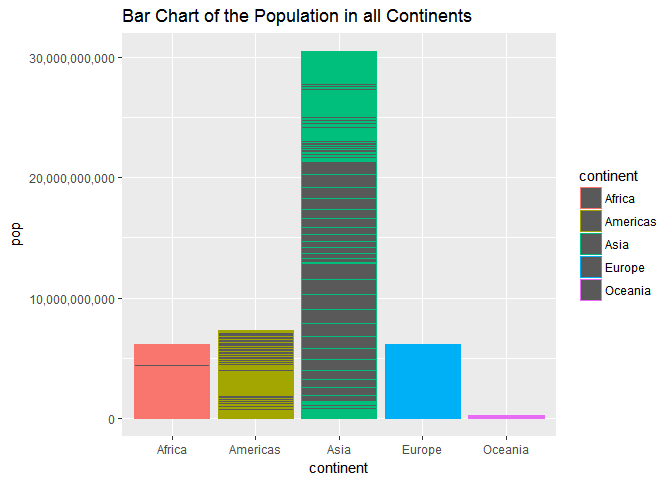 Bar Chart of the Population in all Continents
30,000,000,000
20,000,000,000
10,000,000,000
0
pop
Africa
Americas
Asia
Europe
Oceania
continent
continent
Africa
Americas
Asia
Europe
Oceania